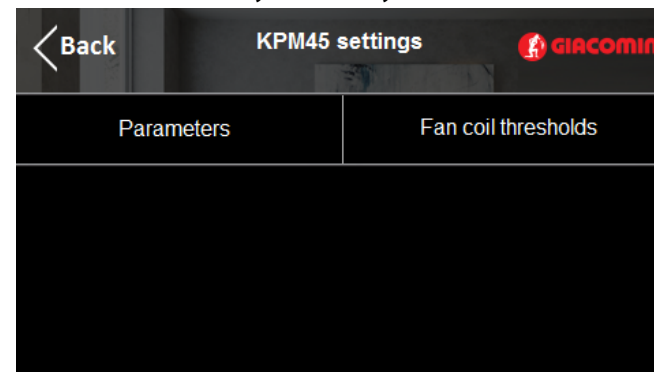 Back
KPM45 settings
GIACOMIN
Parameters
Fan coil thresholds